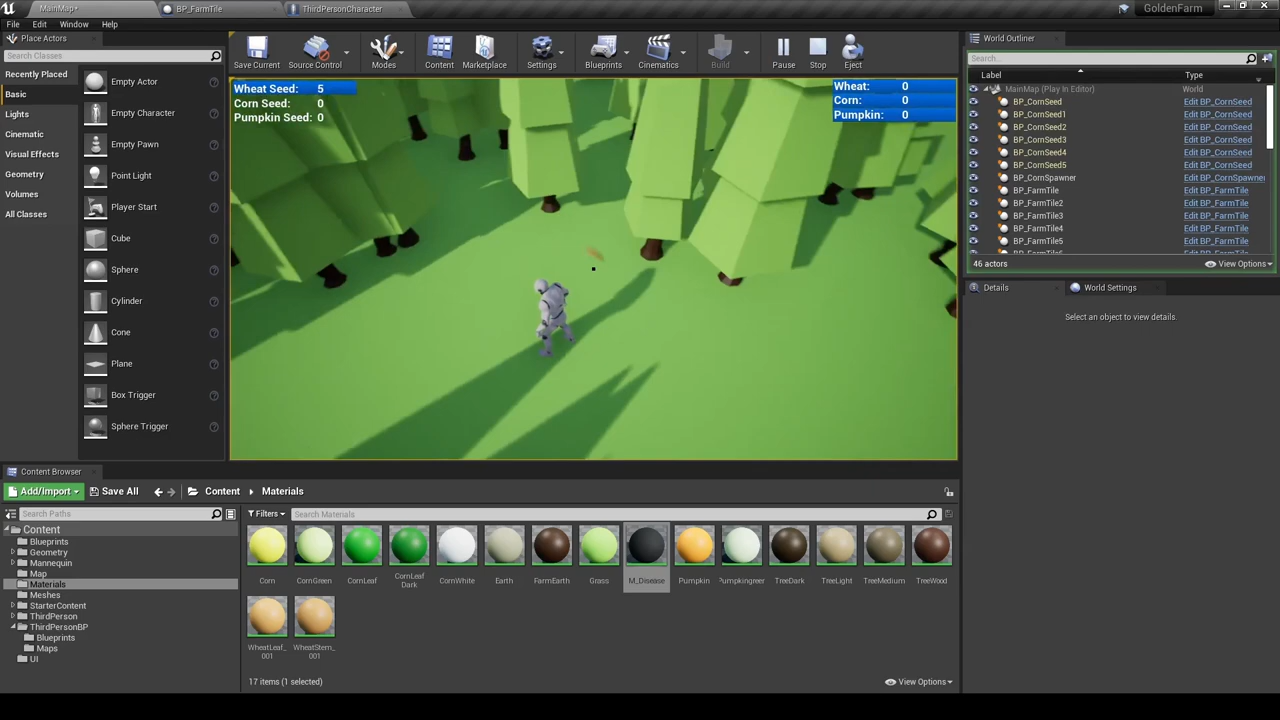 MainMap*
BP_FarmTile
ThirdPersonCharacter
GoldenFarm
File Edit Window Help
Place Actors
Search Classes
Recently Placed
Basic
Lights
Cinematic
Visual Effects
Geometry
Volumes
All Classes
Empty Actor
Empty Character
Empty Pawn
Point Light
Player Start
Cube
Sphere
Cylinder
Cone
Plane
Box Trigger
Sphere Trigger
Save Current
Source Control
Modes
Content
Marketplace
Settings
Blueprints
Cinematics
Build
Pause
Stop
Eject
Wheat Seed: 5
Corn Seed: 0
Pumpkin Seed: 0
Wheat: 0
Corn: 0
Pumpkin: 0
World Outliner
Search...
Label Type
MainMap (Play In Editor) World
BP_CornSeed Edit BP_CornSeed
BP_CornSeed1 Edit BP_CornSeed
BP_CornSeed2 Edit BP_CornSeed
BP_CornSeed3 Edit BP_CornSeed
BP_CornSeed4 Edit BP_CornSeed
BP_CornSeed5 Edit BP_CornSeed
BP_CornSpawner Edit BP_CornSpawner
BP_FarmTile Edit BP_FarmTile
BP_FarmTile2 Edit BP_FarmTile
BP_FarmTile3 Edit BP_FarmTile
BP_FarmTile4 Edit BP_FarmTile
BP_FarmTile5 Edit BP_FarmTile
46 actors View Options
Details World Settings
Select an object to view details.
Content Browser
Add/Import Save All Content Materials
Search Paths
Filters Search Materials
Content
Blueprints
Geometry
Mannequin
Map
Materials
Meshes
StarterContent
ThirdPerson
ThirdPersonBP
Blueprints
Maps
UI
Corn
CornGreen
CornLeaf
CornLeaf
Dark
CornWhite
Earth
FarmEarth
Grass
M_Disease
Pumpkin
Pumpkingreen
TreeDark
TreeLight
TreeMedium
TreeWood
WheatLeaf_
001
WheatStem_
001
17 items (1 selected) View Options